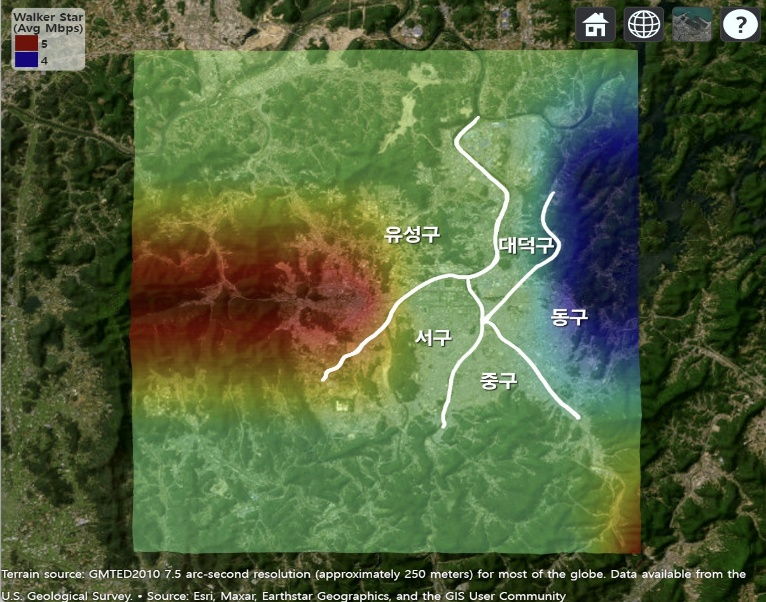 Walker Star
(Avg Mbps)
5
4
?
유성구
대덕구
동구
서구
중구
Terrain source: GMTED2010 7.5 arc-second resolution (approximately 250 meters) for most of the globe. Data available from the
U.S. Geological Survey. • Source: Esri, Maxar, Earthstar Geographics, and the GIS User Community